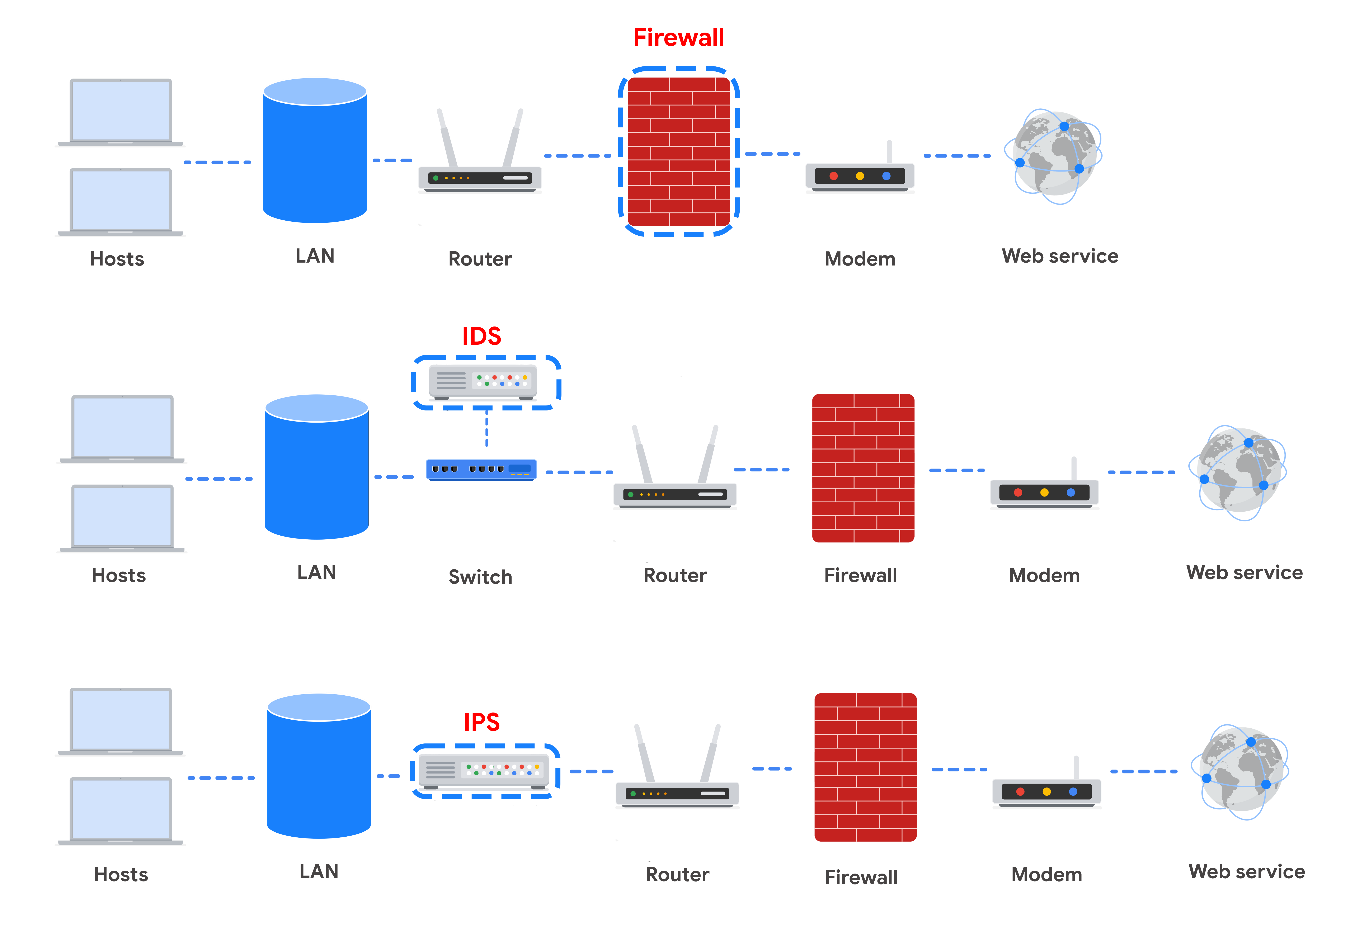 Firewall
Hosts
LAN
Router
Modem
Web service
IDS
Hosts
LAN
Switch
Router
Firewall
Modem
Web service
IPS
Hosts
LAN
Router
Firewall
Modem
Web service